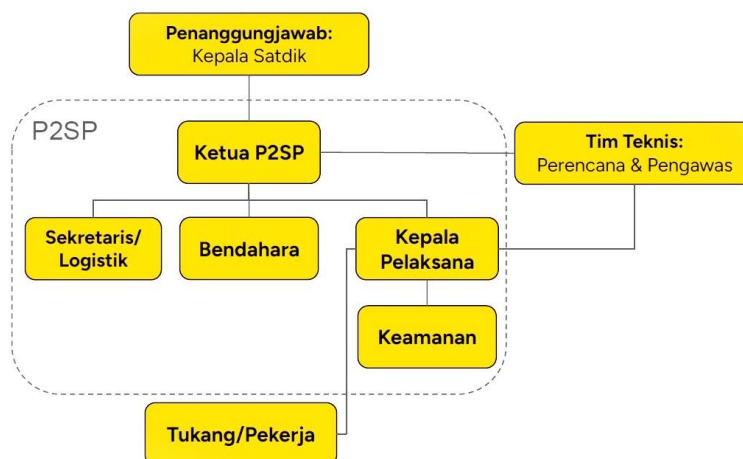 Penanggungjawab:
Kepala Satdik
P2SP
Ketua P2SP
Tim Teknis:
Perencana & Pengawas
Sekretaris/
Logistik
Bendahara
Kepala
Pelaksana
Keamanan
Tukang/Pekerja